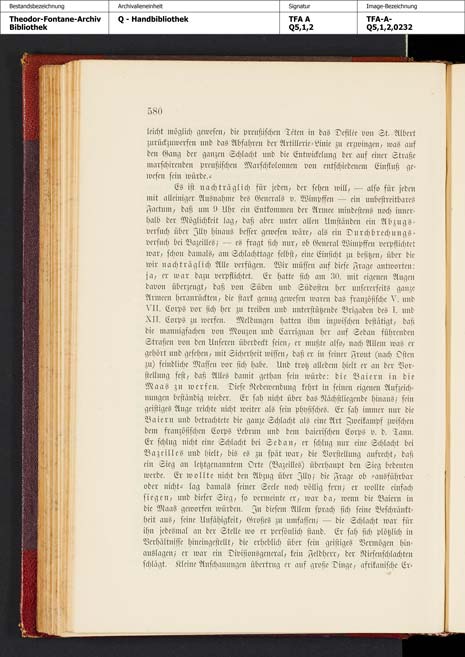 Bestandsbezeichnung
Theodor-Fontane-Archiv
Bibliothek
Archivalieneinheit
Q - Handbibliothek
Signatur
TFA A
Q5,1,2
Image-Bezeichnung
TFA-A-
Q5,1,2,0232
580
leicht möglich gewesen, die preußischen Têten in das Defilée von St. Albert
zurückzuwerfen und das Abfahren der Artillerie-Linie zu erzwingen, was auf
den Gang der ganzen Schlacht und die Entwickelung der auf einer Straße
marschirenden preußischen Marschkolonnen von entschiedenem Einfluß ge-
wesen sein würde.«
Es ist nachträglich für jeden, der sehen will, — also für jeden
mit alleiniger Ausnahme des Generals v. Wimpffen — ein unbestreitbares
Factum, daß um 9 Uhr ein Entkommen der Armee mindestens noch inner-
halb der Möglichkeit lag, daß aber unter allen Umständen ein Abzugs-
versuch über Illy hinaus besser gewesen wäre, als ein Durchbrechungs-
versuch bei Bazeilles; — es fragt sich nur, ob General Wimpffen verpflichtet
war, schon damals, am Schlachttage selbst, eine Einsicht zu besitzen, über die
wir nachträglich Alle verfügen. Wir müssen auf diese Frage antworten:
ja, er war dazu verpflichtet. Er hatte sich am 30. mit eigenen Augen
davon überzeugt, daß von Süden und Südosten her unsererseits ganze
Armeen heranrückten, die stark genug gewesen waren das französische V. und
VII. Corps vor sich her zu treiben und unterstützende Brigaden des I. und
XII. Corps zu werfen. Meldungen hatten ihm inzwischen bestätigt, daß
die mannigfachen von Mouzon und Carrignan her auf Sedan führenden
Straßen von den Unseren überdeckt seien; er mußte also, nach Allem was er
gehört und gesehen, mit Sicherheit wissen, daß er in seiner Front (nach Osten
zu) feindliche Massen vor sich habe. Und trotz alledem hielt er an der Vor-
stellung fest, daß Alles damit gethan sein würde: die Baiern in die
Maas zu werfen. Diese Redewendung kehrt in seinen eigenen Aufzeich-
nungen beständig wieder. Er sah nicht über das Nächstliegende hinaus; sein
geistiges Auge reichte nicht weiter als sein physisches. Er sah immer nur die
Baiern und betrachtete die ganze Schlacht als eine Art Zweikampf zwischen
dem französischen Corps Lebrun und dem baierischen Corps v. d. Tann.
Er schlug nicht eine Schlacht bei Sedan, er schlug nur eine Schlacht bei
Bazeilles und hielt, bis es zu spät war, die Vorstellung aufrecht, daß
ein Sieg an letztgenanntem Orte (Bazeilles) überhaupt den Sieg bedeuten
werde. Er wollte nicht den Abzug über Illy; die Frage ob »ausführbar
oder nicht« lag damals seiner Seele noch völlig fern; er wollte einfach
siegen, und dieser Sieg, so vermeinte er, war da, wenn die Baiern in
die Maas geworfen würden. In diesem Allem sprach sich seine Beschränkt-
heit aus, seine Unfähigkeit, Großes zu umfassen; — die Schlacht war für
ihn jedesmal an der Stelle wo er persönlich stand. Er sah sich plötzlich in
Verhältnisse hineingestellt, die erheblich über sein geistiges Vermögen hin-
auslagen; er war ein Divisionsgeneral, kein Feldherr, der Riesenschlachten
schlägt. Kleine Anschauungen übertrug er auf große Dinge, afrikanische Er-